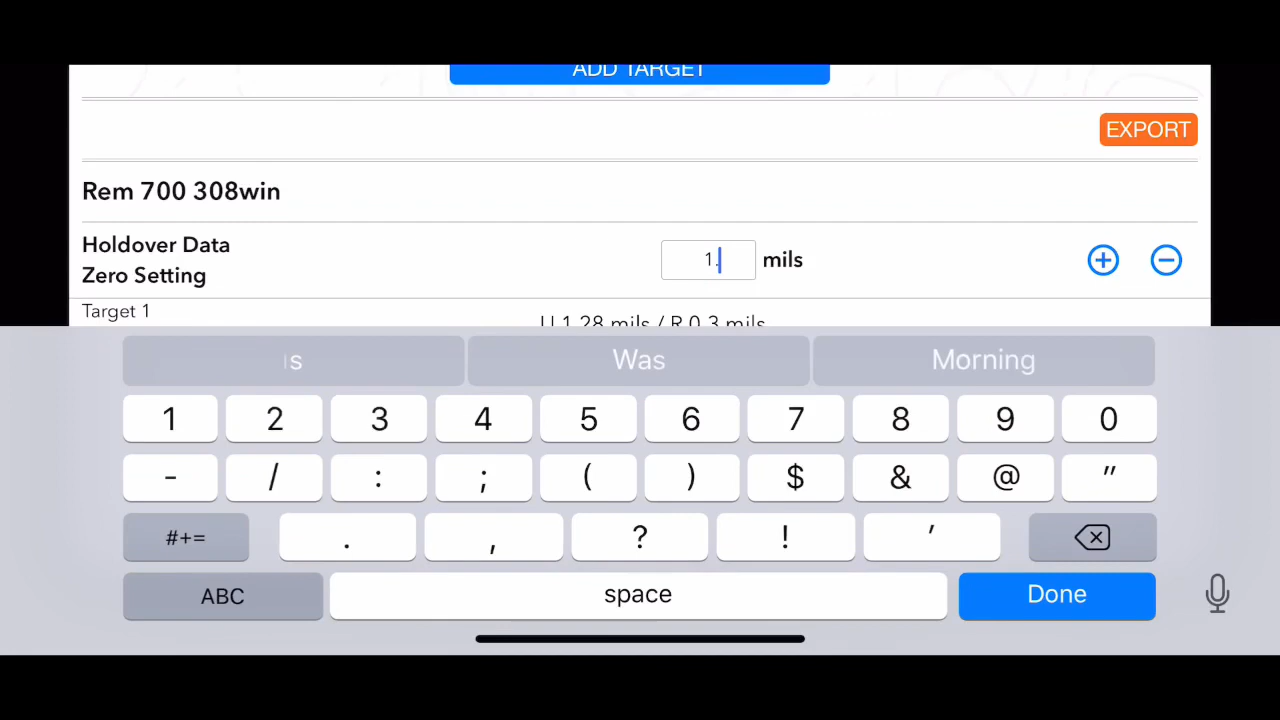 ADD TARGET
EXPORT
Rem 700 308win
Holdover Data
Zero Setting
1. mils
Target 1
U 1.28 mils / R 0.3 mils
s Was Morning
1 2 3 4 5 6 7 8 9 0
- / : ; ( ) $ & @ "
#+= . , ? ! '
ABC space Done